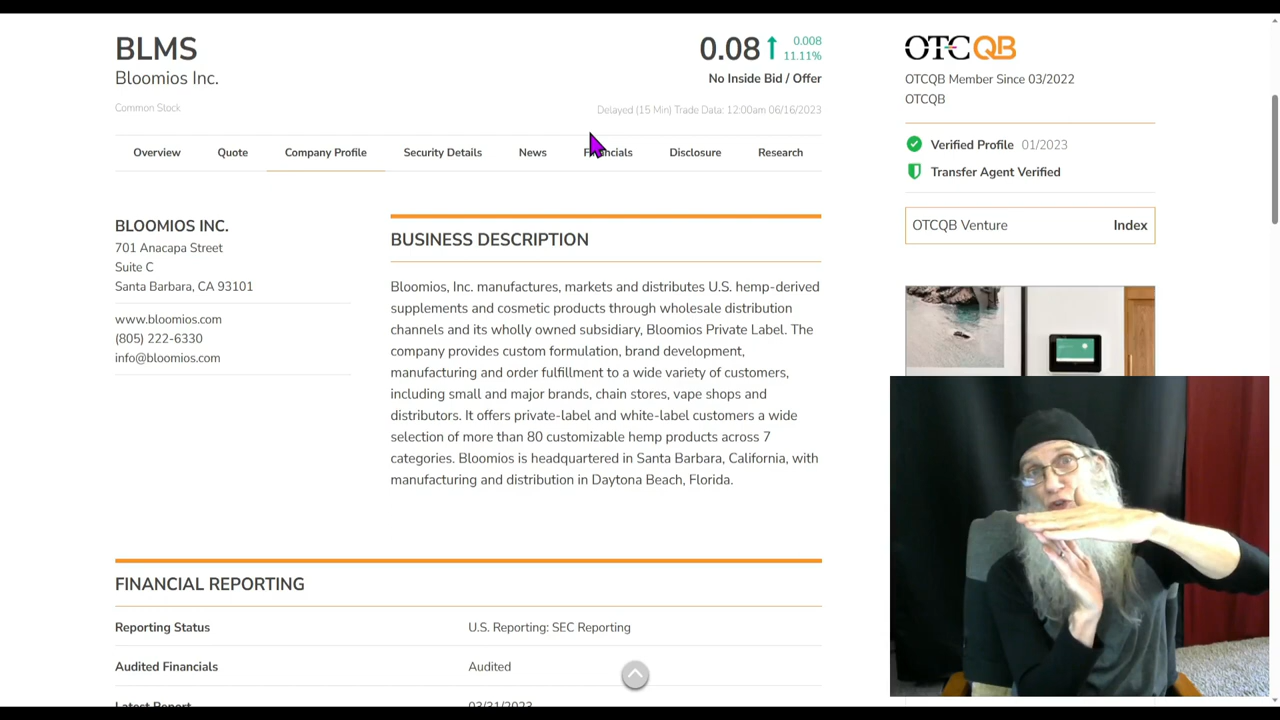 BLMS
Bloomios Inc.
Common Stock
0.08
0.008
11.11%
No Inside Bid / Offer
Delayed (15 Min) Trade Data: 12:00am 06/16/2023
Overview Quote Company Profile Security Details News Financials Disclosure Research
BLOOMIOS INC.
701 Anacapa Street
Suite C
Santa Barbara, CA 93101
www.bloomios.com
(805) 222-6330
info@bloomios.com
BUSINESS DESCRIPTION
Bloomios, Inc. manufactures, markets and distributes U.S. hemp-derived
supplements and cosmetic products through wholesale distribution
channels and its wholly owned subsidiary, Bloomios Private Label. The
company provides custom formulation, brand development,
manufacturing and order fulfillment to a wide variety of customers,
including small and major brands, chain stores, vape shops and
distributors. It offers private-label and white-label customers a wide
selection of more than 80 customizable hemp products across 7
categories. Bloomios is headquartered in Santa Barbara, California, with
manufacturing and distribution in Daytona Beach, Florida.
FINANCIAL REPORTING
Reporting Status U.S. Reporting: SEC Reporting
Audited Financials Audited
Latest Report 03/31/2023
OTCQB
OTCQB Member Since 03/2022
OTCQB
Verified Profile 01/2023
Transfer Agent Verified
OTCQB Venture Index